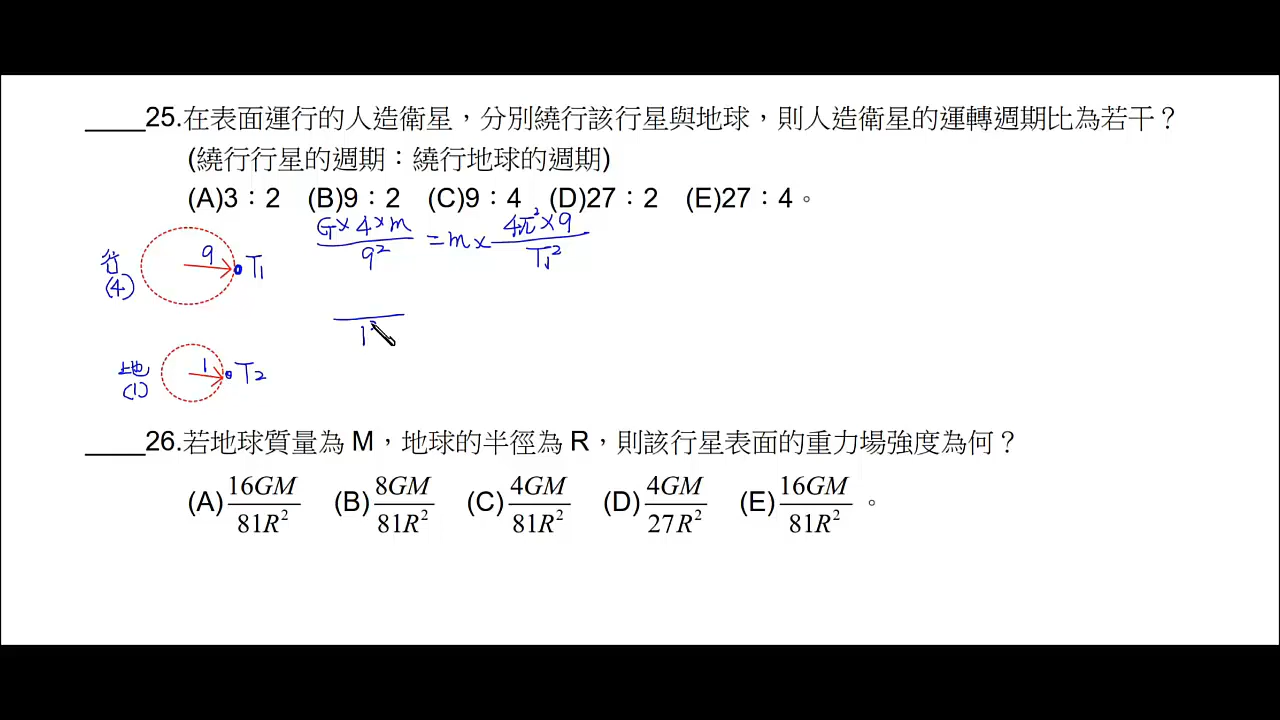 ____25.在表面運行的人造衛星，分別繞行該行星與地球，則人造衛星的運轉週期比為若干？
(繞行行星的週期：繞行地球的週期)
(A)3：2 (B)9：2 (C)9：4 (D)27：2 (E)27：4。
G×4×m/9² = m× 4π²×9/T₁²
行 (4) 9 T₁
1²
地 (1) 1 T₂
____26.若地球質量為 M，地球的半徑為 R，則該行星表面的重力場強度為何？
(A) 16GM/81R² (B) 8GM/81R² (C) 4GM/81R² (D) 4GM/27R² (E) 16GM/81R² 。